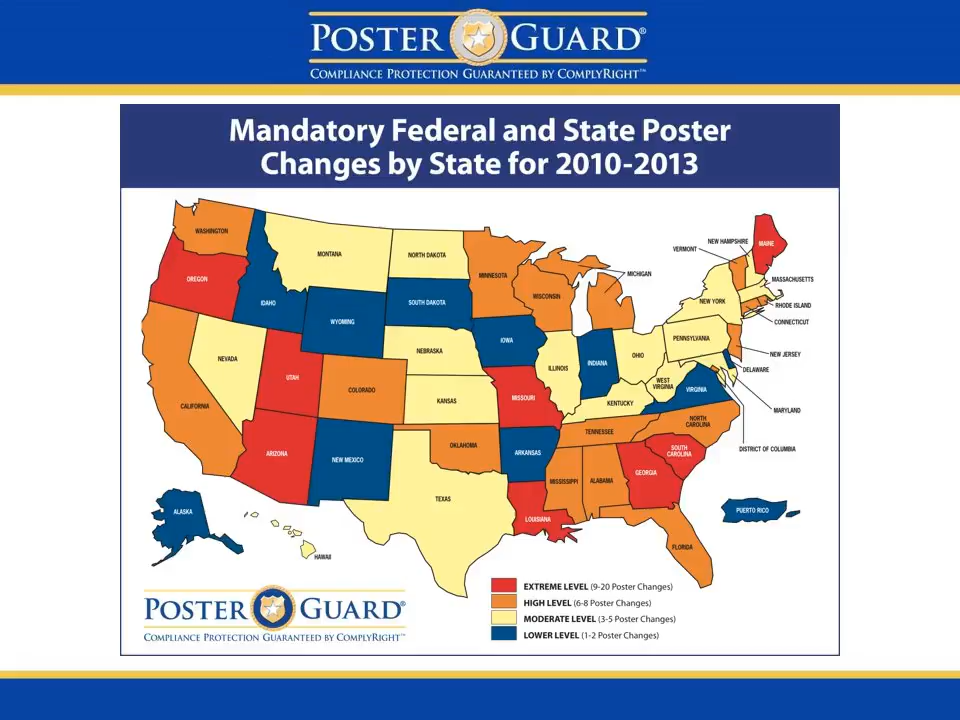 POSTER GUARD®
COMPLIANCE PROTECTION GUARANTEED BY COMPLYRIGHT™
Mandatory Federal and State Poster
Changes by State for 2010-2013
WASHINGTON
OREGON
IDAHO
MONTANA
NORTH DAKOTA
MINNESOTA
WISCONSIN
MICHIGAN
VERMONT
NEW HAMPSHIRE
MAINE
MASSACHUSETTS
RHODE ISLAND
CONNECTICUT
NEW YORK
PENNSYLVANIA
NEW JERSEY
DELAWARE
MARYLAND
DISTRICT OF COLUMBIA
WYOMING
SOUTH DAKOTA
NEBRASKA
IOWA
ILLINOIS
INDIANA
OHIO
WEST
VIRGINIA
VIRGINIA
NEVADA
UTAH
COLORADO
KANSAS
MISSOURI
KENTUCKY
CALIFORNIA
ARIZONA
NEW MEXICO
OKLAHOMA
ARKANSAS
TENNESSEE
NORTH
CAROLINA
SOUTH
CAROLINA
GEORGIA
ALABAMA
MISSISSIPPI
TEXAS
LOUISIANA
FLORIDA
ALASKA
HAWAII
PUERTO RICO
EXTREME LEVEL (9-20 Poster Changes)
HIGH LEVEL (6-8 Poster Changes)
MODERATE LEVEL (3-5 Poster Changes)
LOWER LEVEL (1-2 Poster Changes)
POSTER GUARD®
COMPLIANCE PROTECTION GUARANTEED BY COMPLYRIGHT™